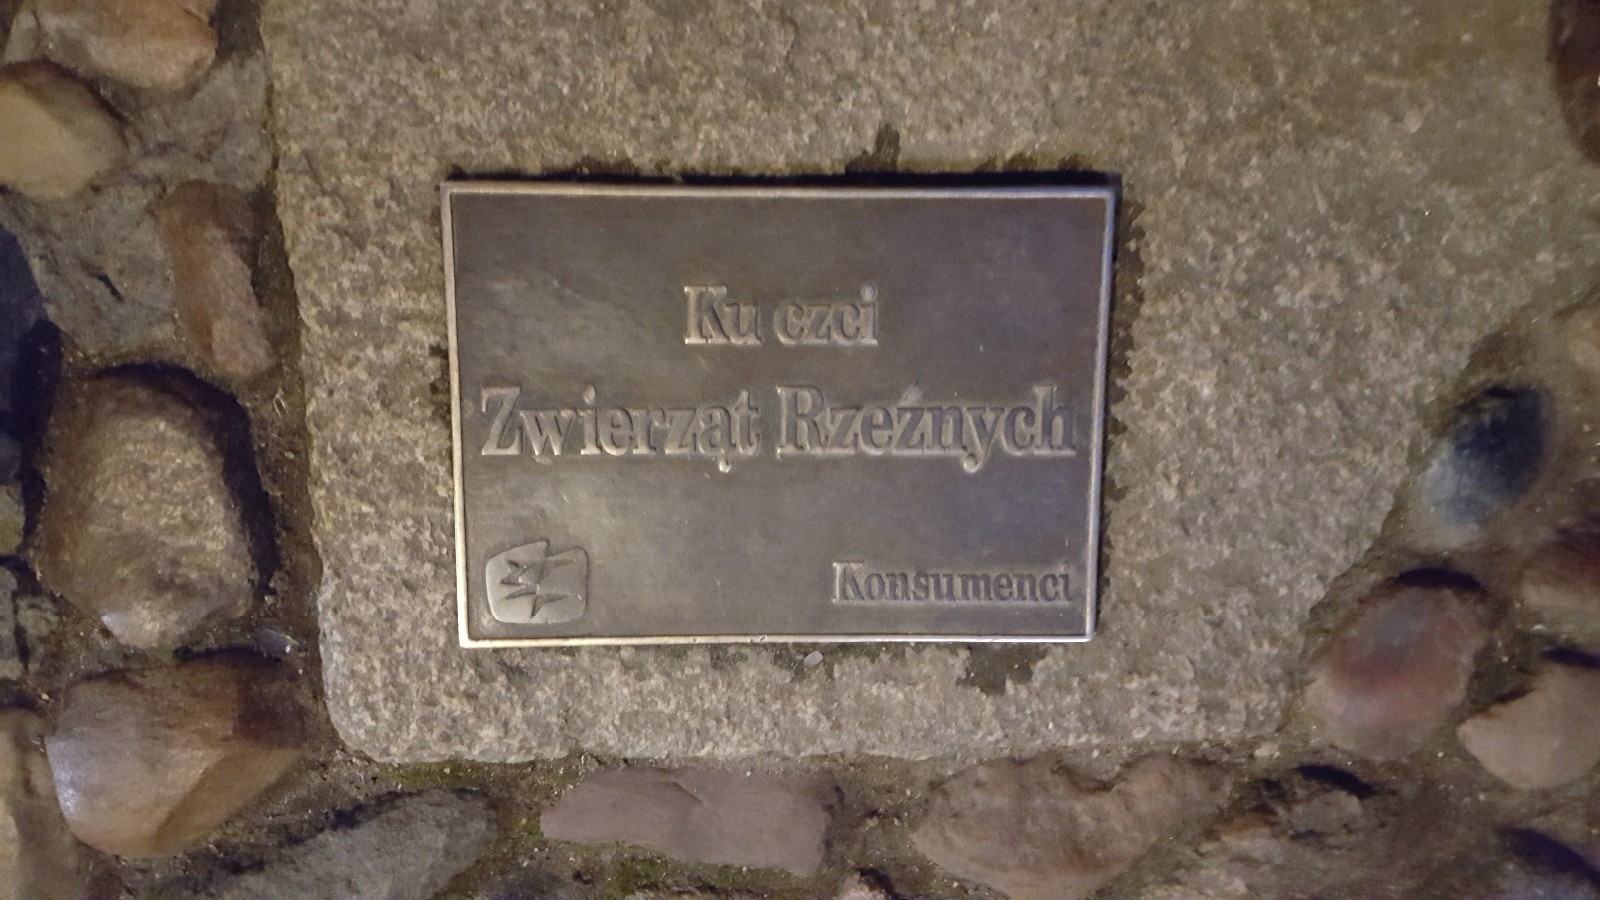 Ku czci
Zwierząt Rzeźnych
Konsumenci